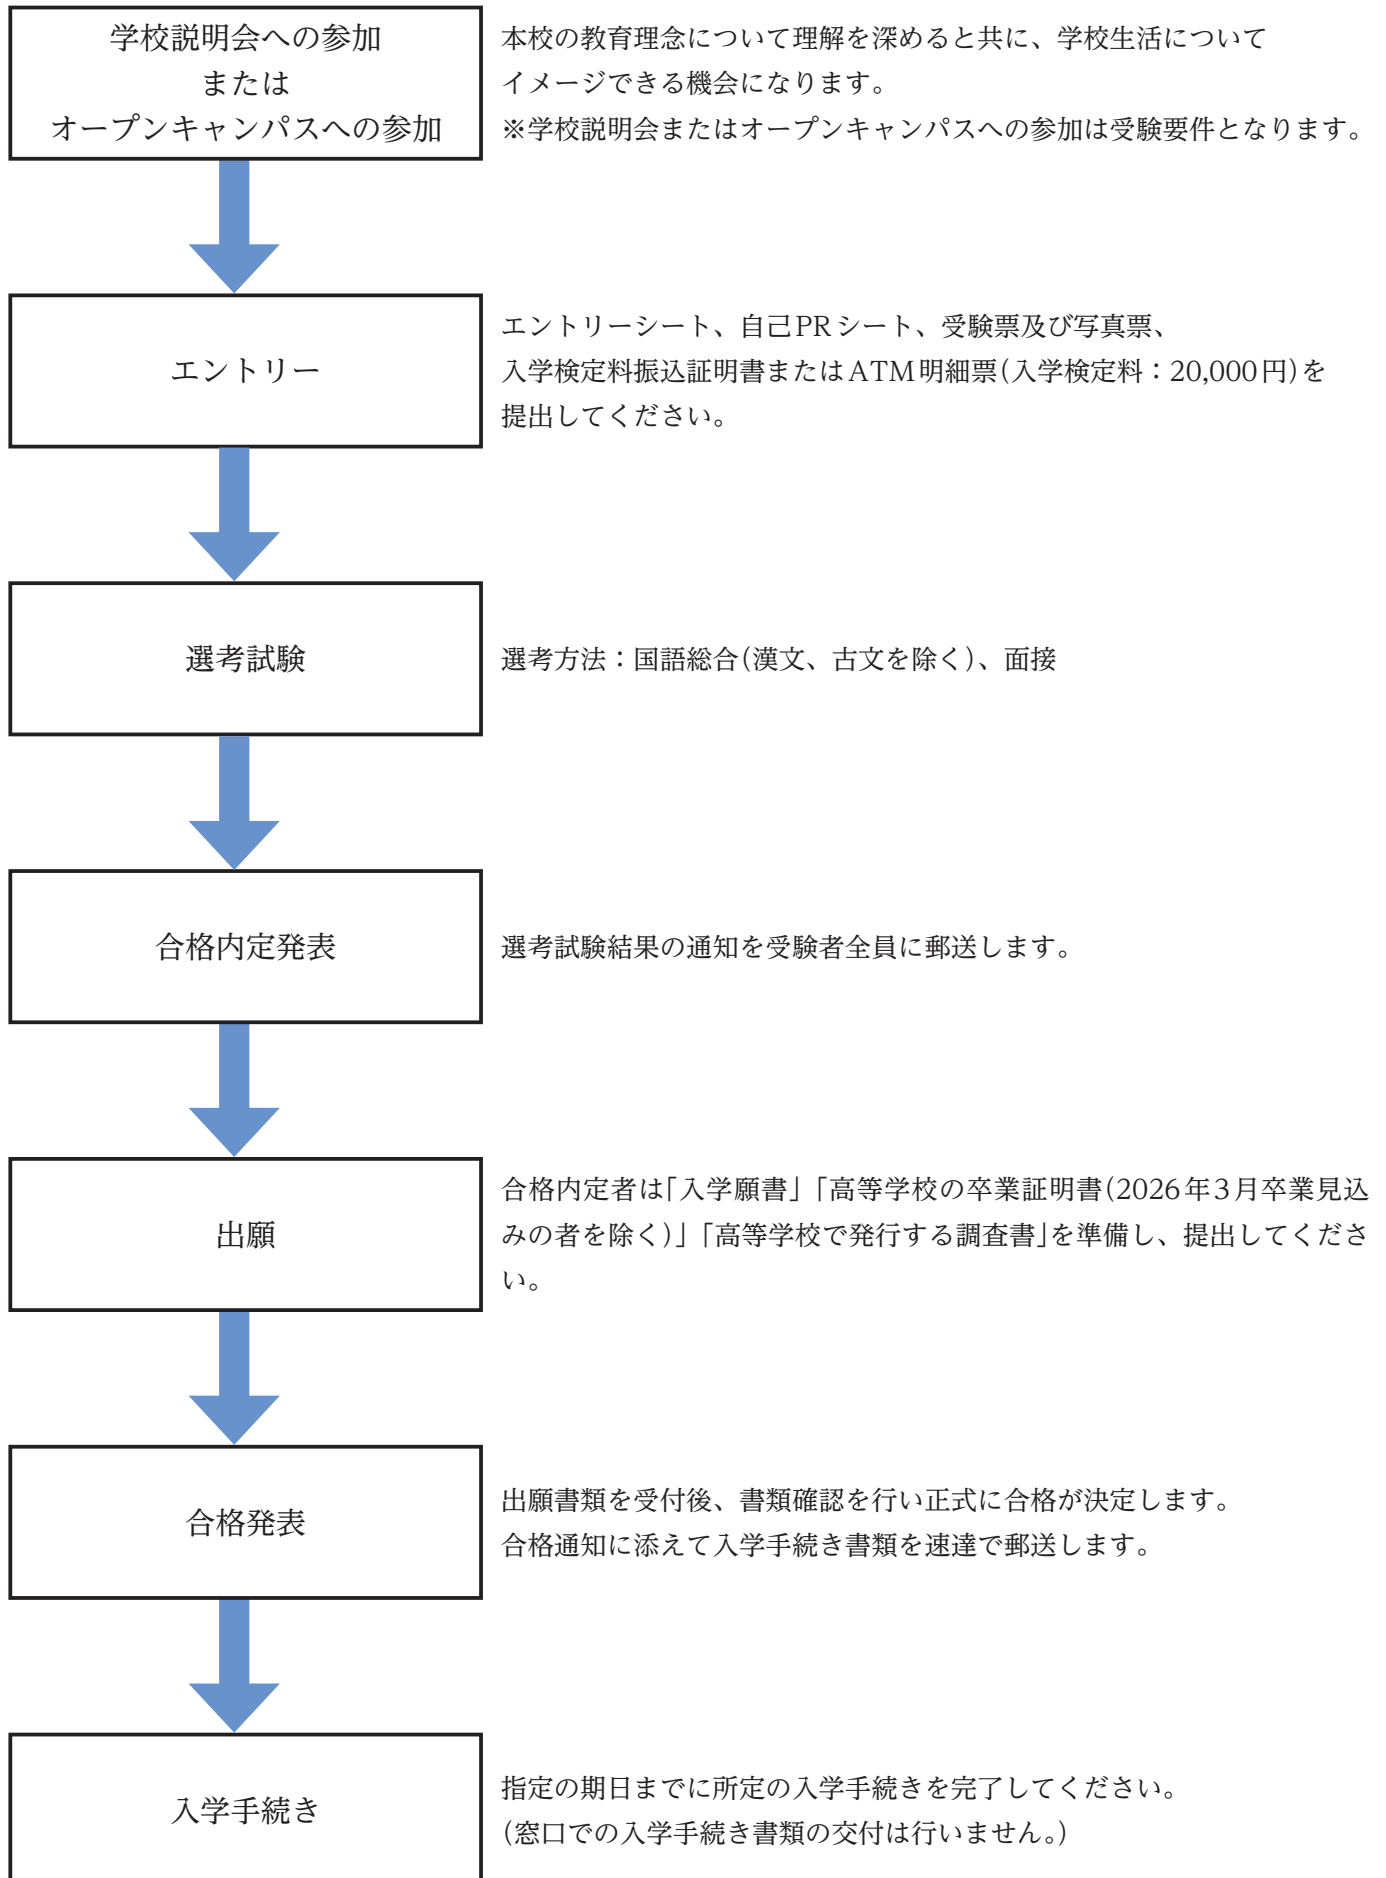 学校説明会への参加
または
オープンキャンパスへの参加
本校の教育理念について理解を深めると共に、学校生活について
イメージできる機会になります。
※学校説明会またはオープンキャンパスへの参加は受験要件となります。
エントリー
エントリーシート、自己PRシート、受験票及び写真票、
入学検定料振込証明書またはATM明細票(入学検定料：20,000円)を
提出してください。
選考試験
選考方法：国語総合(漢文、古文を除く)、面接
合格内定発表
選考試験結果の通知を受験者全員に郵送します。
出願
合格内定者は「入学願書」「高等学校の卒業証明書(2026年3月卒業見込
みの者を除く)」「高等学校で発行する調査書」を準備し、提出してくださ
い。
合格発表
出願書類を受付後、書類確認を行い正式に合格が決定します。
合格通知に添えて入学手続き書類を速達で郵送します。
入学手続き
指定の期日までに所定の入学手続きを完了してください。
(窓口での入学手続き書類の交付は行いません。)